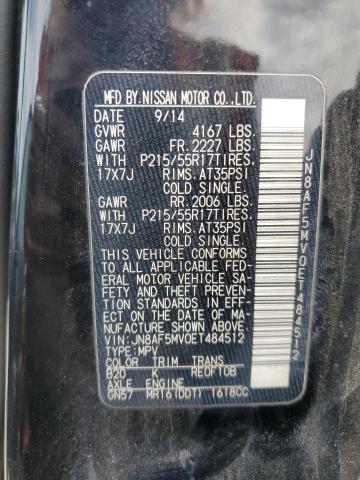 MFD.BY.NISSAN MOTOR CO.,LTD.
DATE 9/14
GVWR 4167 LBS.
GAWR FR. 2227 LBS.
WITH P215/55R17TIRES,
17X7J RIMS.AT35PSI
COLD SINGLE.
GAWR RR. 2006 LBS.
WITH P215/55R17TIRES,
17X7J RIMS.AT35PSI
COLD SINGLE.
THIS VEHICLE CONFORMS
TO ALL APPLICABLE FED-
ERAL MOTOR VEHICLE SA-
FETY AND THEFT PREVEN-
TION STANDARDS IN EFF-
ECT ON THE DATE OF MA-
NUFACTURE SHOWN ABOVE.
VIN:JN8AF5MV0ET484512
TYPE:MPV
COLOR TRIM TRANS
B20 K RE0F10B
AXLE ENGINE
GN57 MR16(DDT) 1618CC
JN8AF5MV0ET484512